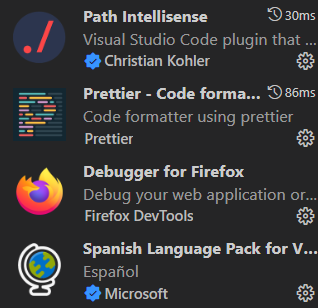 Path Intellisense 30ms
Visual Studio Code plugin that ...
Christian Kohler
Prettier - Code forma... 86ms
Code formatter using prettier
Prettier
Debugger for Firefox
Debug your web application or...
Firefox DevTools
Spanish Language Pack for V...
Español
Microsoft